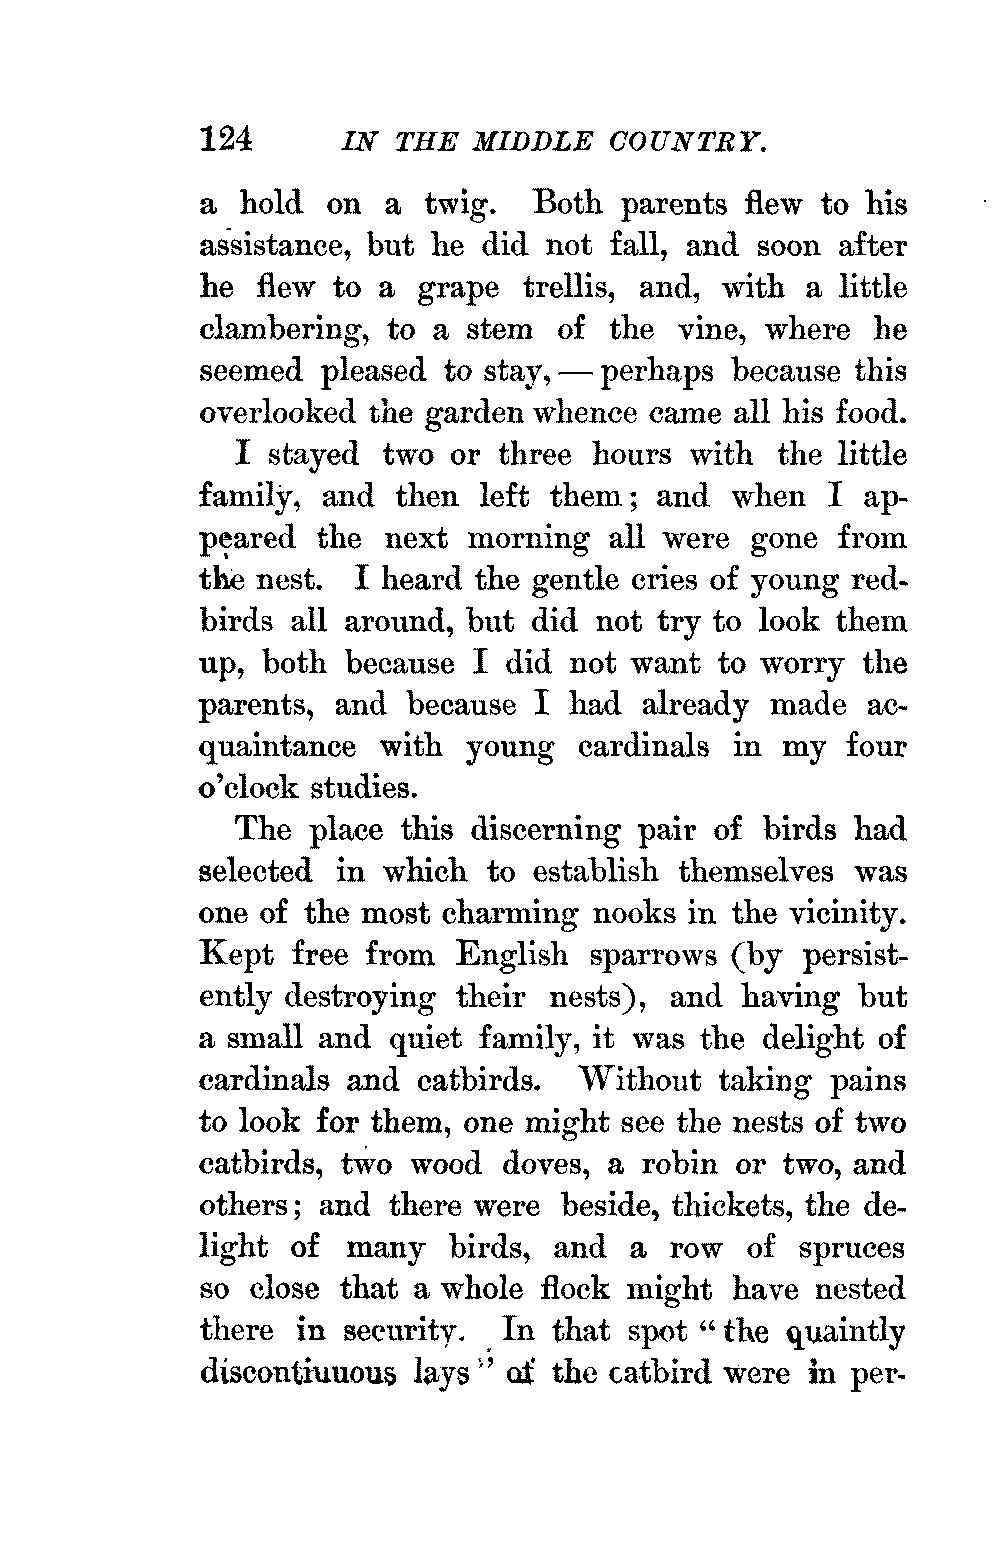 124 IN THE MIDDLE COUNTRY.
a hold on a twig. Both parents flew to his
assistance, but he did not fall, and soon after
he flew to a grape trellis, and, with a little
clambering, to a stem of the vine, where he
seemed pleased to stay, — perhaps because this
overlooked the garden whence came all his food.
I stayed two or three hours with the little
family, and then left them; and when I ap-
peared the next morning all were gone from
the nest. I heard the gentle cries of young red-
birds all around, but did not try to look them
up, both because I did not want to worry the
parents, and because I had already made ac-
quaintance with young cardinals in my four
o'clock studies.
The place this discerning pair of birds had
selected in which to establish themselves was
one of the most charming nooks in the vicinity.
Kept free from English sparrows (by persist-
ently destroying their nests), and having but
a small and quiet family, it was the delight of
cardinals and catbirds. Without taking pains
to look for them, one might see the nests of two
catbirds, two wood doves, a robin or two, and
others; and there were beside, thickets, the de-
light of many birds, and a row of spruces
so close that a whole flock might have nested
there in security. In that spot "the quaintly
discontinuous lays" of the catbird were in per-